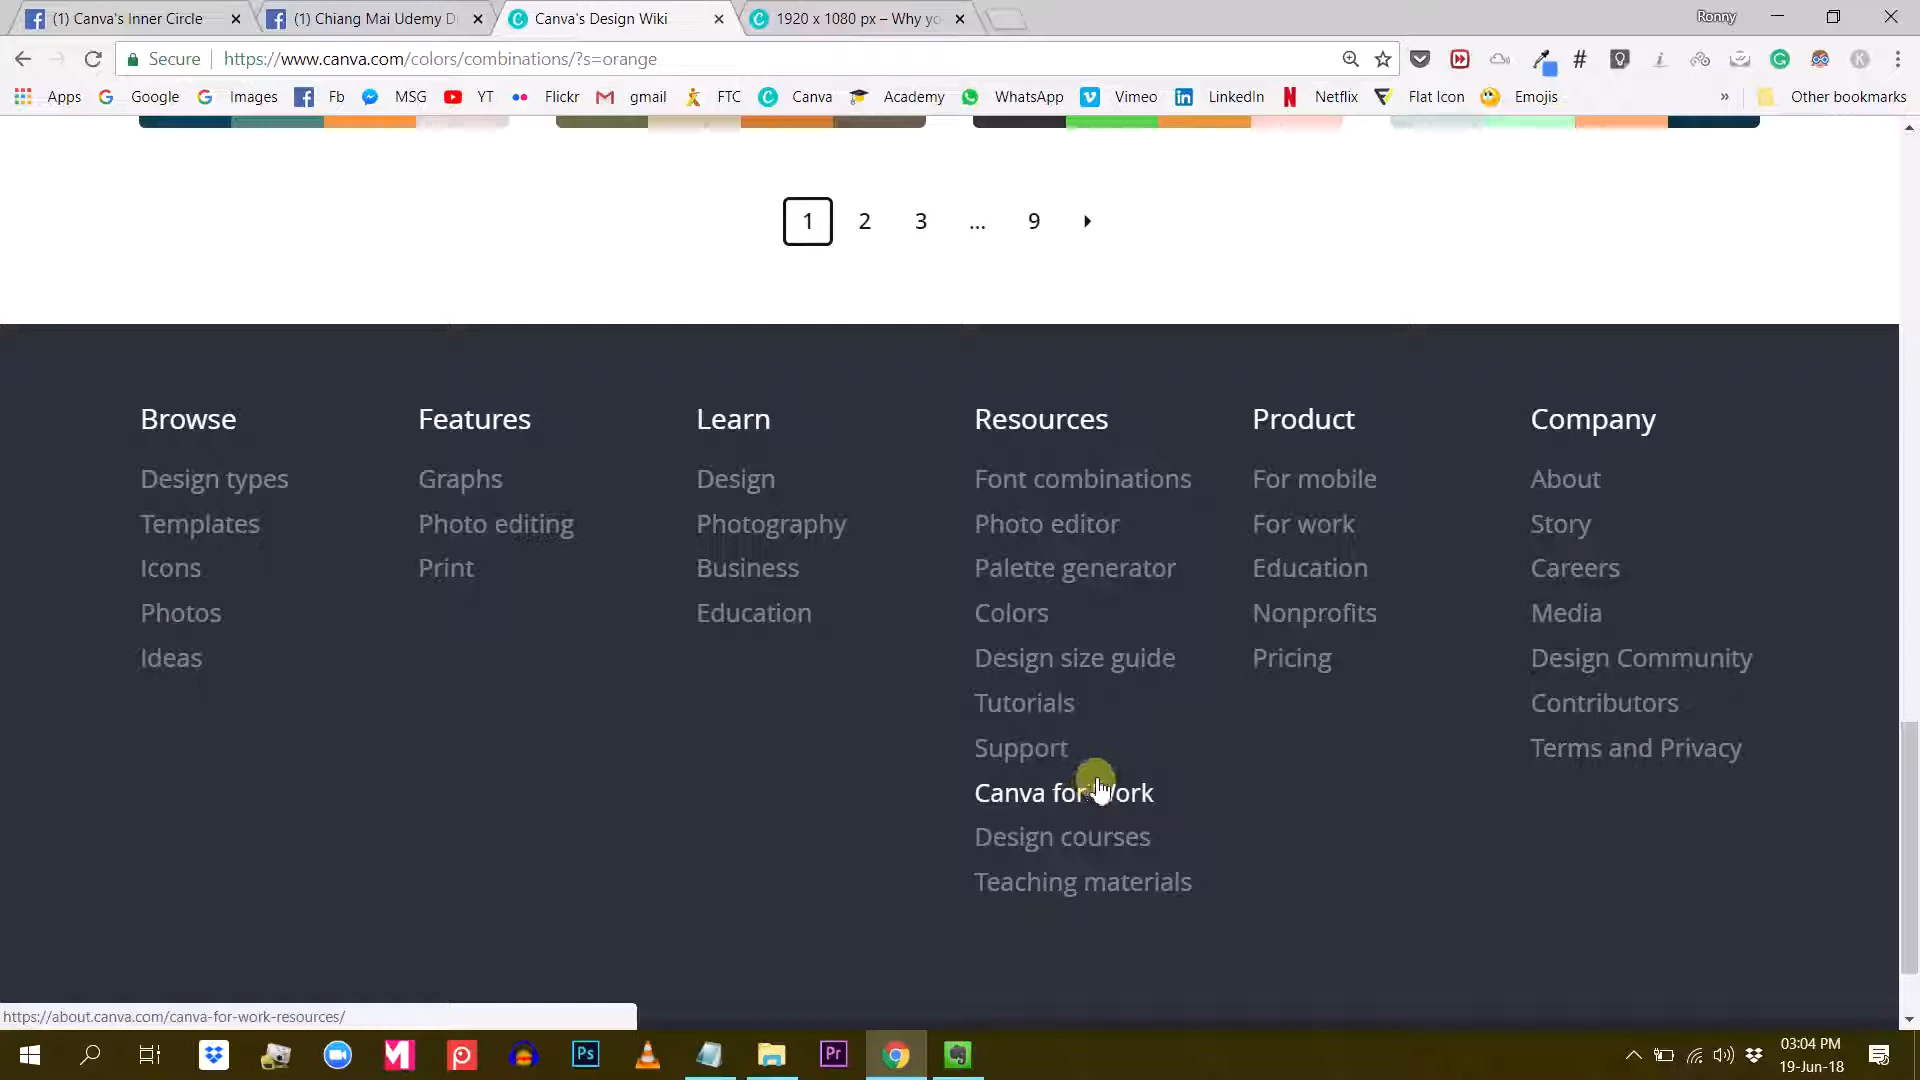 (1) Canva's Inner Circle
(1) Chiang Mai Udemy D
Canva's Design Wiki
1920 x 1080 px – Why yo
Ronny
Secure
https://www.canva.com/colors/combinations/?s=orange
Apps
Google
Images
Fb
MSG
YT
Flickr
gmail
FTC
Canva
Academy
WhatsApp
Vimeo
LinkedIn
Netflix
Flat Icon
Emojis
»
Other bookmarks
1 2 3 ... 9
Browse
Design types
Templates
Icons
Photos
Ideas
Features
Graphs
Photo editing
Print
Learn
Design
Photography
Business
Education
Resources
Font combinations
Photo editor
Palette generator
Colors
Design size guide
Tutorials
Support
Canva for Work
Design courses
Teaching materials
Product
For mobile
For work
Education
Nonprofits
Pricing
Company
About
Story
Careers
Media
Design Community
Contributors
Terms and Privacy
https://about.canva.com/canva-for-work-resources/
Ps
Pr
03:04 PM
19-Jun-18